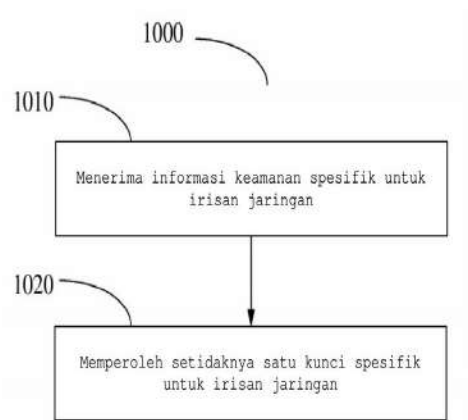 1000
1010
Menerima informasi keamanan spesifik untuk
irisan jaringan
1020
Memperoleh setidaknya satu kunci spesifik
untuk irisan jaringan